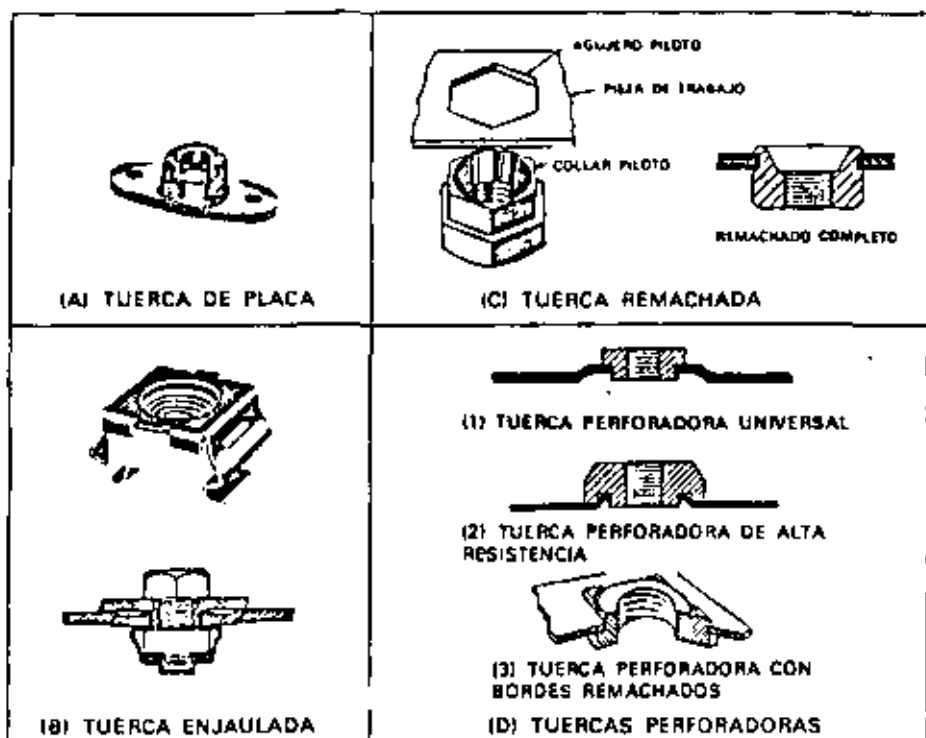 AGUJERO PILOTO
PIEZA DE TRABAJO
COLLAR PILOTO
REMACHADO COMPLETO
(A) TUERCA DE PLACA
(C) TUERCA REMACHADA
(1) TUERCA PERFORADORA UNIVERSAL
(2) TUERCA PERFORADORA DE ALTA
RESISTENCIA
(3) TUERCA PERFORADORA CON
BORDES REMACHADOS
(B) TUERCA ENJAULADA
(D) TUERCAS PERFORADORAS